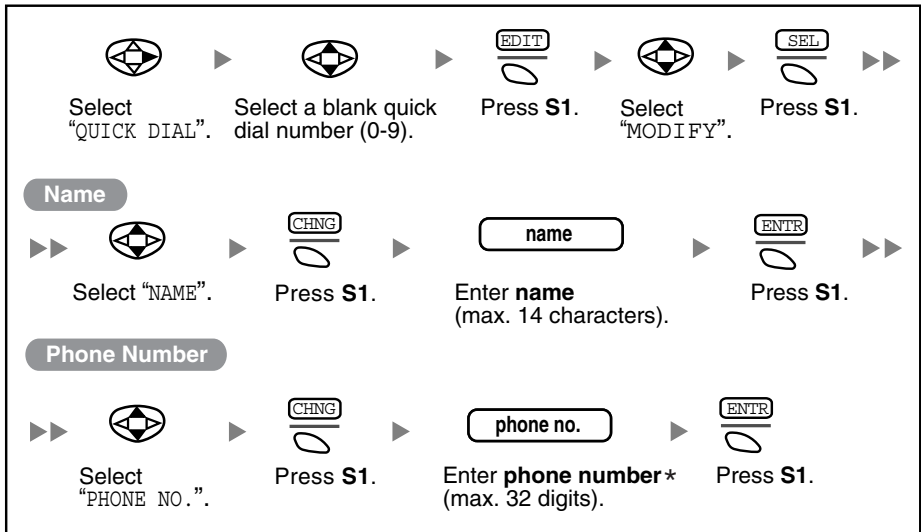 EDIT SEL
Select Select a blank quick Press S1. Select Press S1.
“QUICK DIAL”. dial number (0-9). “MODIFY”.
Name
CHNG name ENTR
Select “NAME”. Press S1. Enter name Press S1.
(max. 14 characters).
Phone Number
CHNG phone no. ENTR
Select Press S1. Enter phone number* Press S1.
“PHONE NO.”. (max. 32 digits).